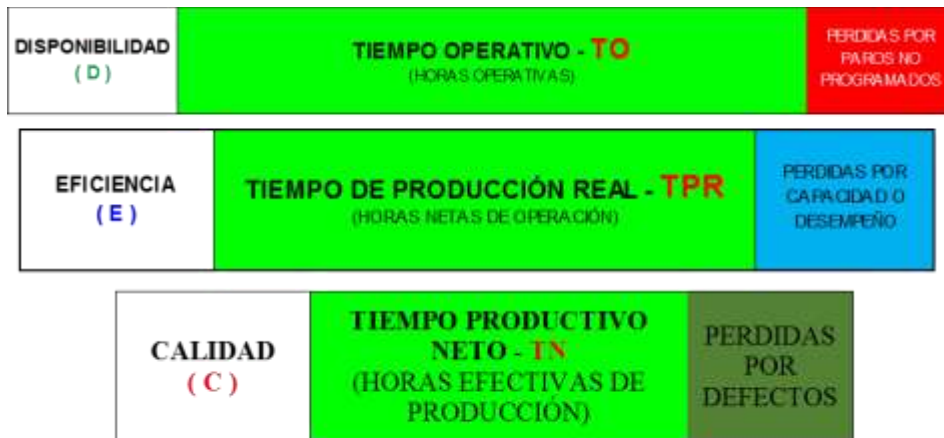 DISPONIBILIDAD
( D )
TIEMPO OPERATIVO - TO
(HORAS OPERATIVAS)
PERDIDAS POR
PAROS NO
PROGRAMADOS
EFICIENCIA
( E )
TIEMPO DE PRODUCCIÓN REAL - TPR
(HORAS NETAS DE OPERACIÓN)
PERDIDAS POR
CAPACIDAD O
DESEMPEÑO
CALIDAD
( C )
TIEMPO PRODUCTIVO
NETO - TN
(HORAS EFECTIVAS DE
PRODUCCIÓN)
PERDIDAS
POR
DEFECTOS